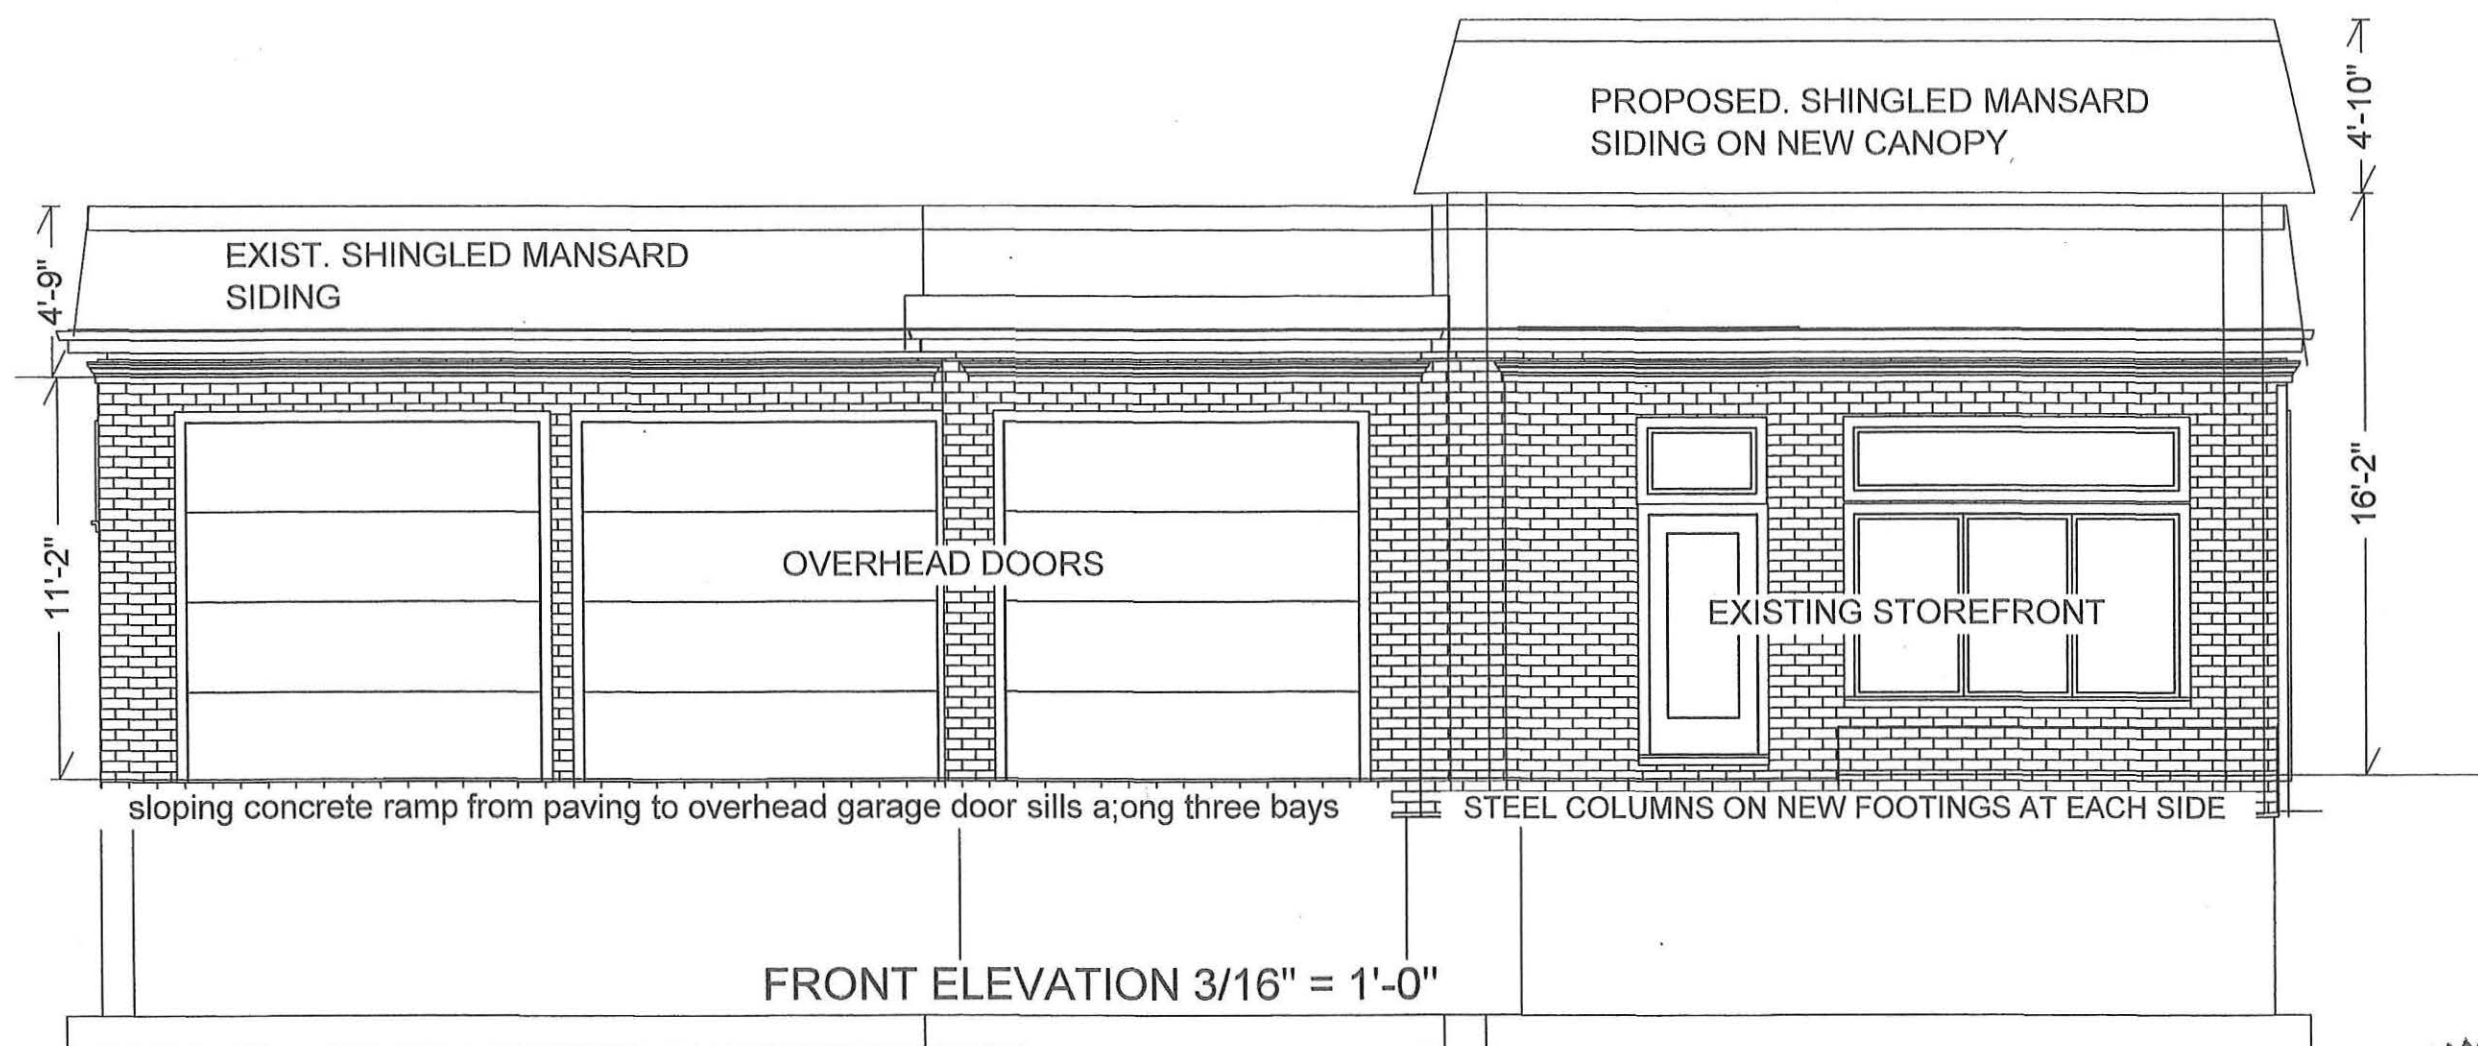 PROPOSED. SHINGLED MANSARD
SIDING ON NEW CANOPY
4'-10"
EXIST. SHINGLED MANSARD
SIDING
4'-9"
16'-2"
11'-2"
OVERHEAD DOORS
EXISTING STOREFRONT
sloping concrete ramp from paving to overhead garage door sills a;ong three bays
STEEL COLUMNS ON NEW FOOTINGS AT EACH SIDE
FRONT ELEVATION 3/16" = 1'-0"